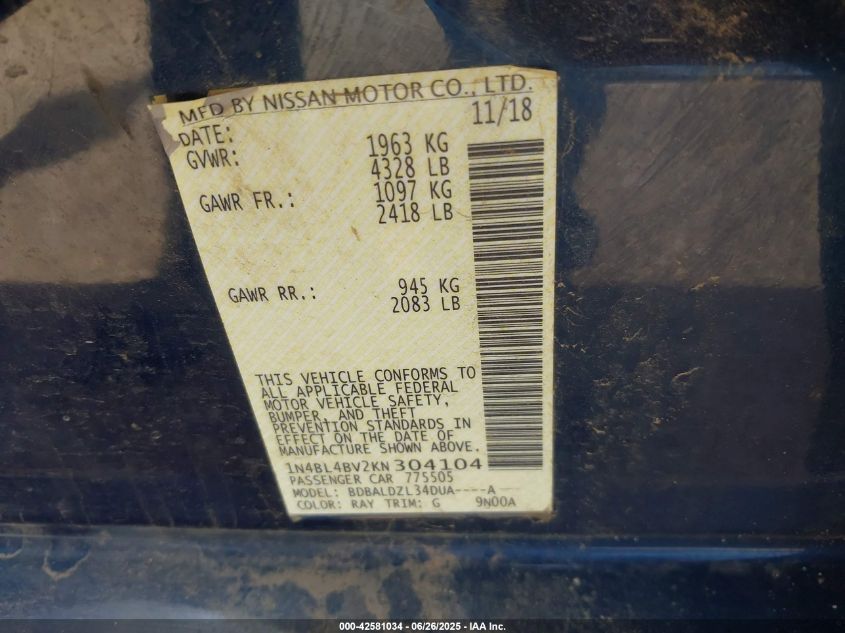 MFD BY NISSAN MOTOR CO., LTD.
DATE: 11/18
GVWR: 1963 KG
4328 LB
GAWR FR.: 1097 KG
2418 LB
GAWR RR.: 945 KG
2083 LB
THIS VEHICLE CONFORMS TO
ALL APPLICABLE FEDERAL
MOTOR VEHICLE SAFETY,
BUMPER, AND THEFT
PREVENTION STANDARDS IN
EFFECT ON THE DATE OF
MANUFACTURE SHOWN ABOVE.
1N4BL4BV2KN304104
PASSENGER CAR 775505
MODEL: BDBALDZL34DUA----A
COLOR: RAY TRIM: G 9N00A
000-42581034 - 06/26/2025 - IAA Inc.